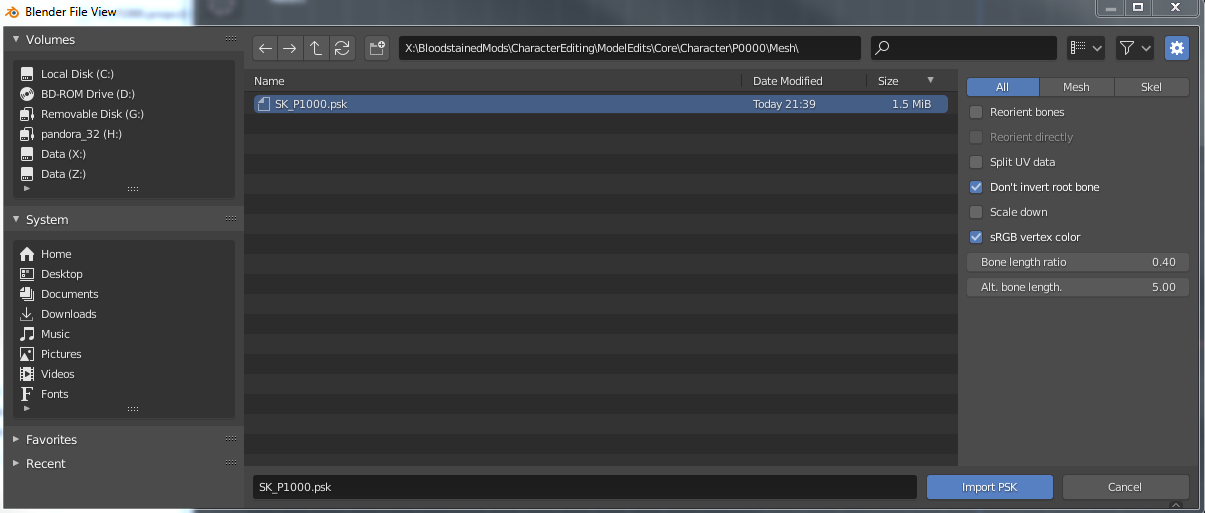 Blender File View
Volumes
Local Disk (C:)
BD-ROM Drive (D:)
Removable Disk (G:)
pandora_32 (H:)
Data (X:)
Data (Z:)
System
Home
Desktop
Documents
Downloads
Music
Pictures
Videos
Fonts
Favorites
Recent
X:\BloodstainedMods\CharacterEditing\ModelEdits\Core\Character\P0000\Mesh\
Name Date Modified Size
SK_P1000.psk Today 21:39 1.5 MiB
All Mesh Skel
Reorient bones
Reorient directly
Split UV data
Don't invert root bone
Scale down
sRGB vertex color
Bone length ratio 0.40
Alt. bone length. 5.00
SK_P1000.psk
Import PSK Cancel